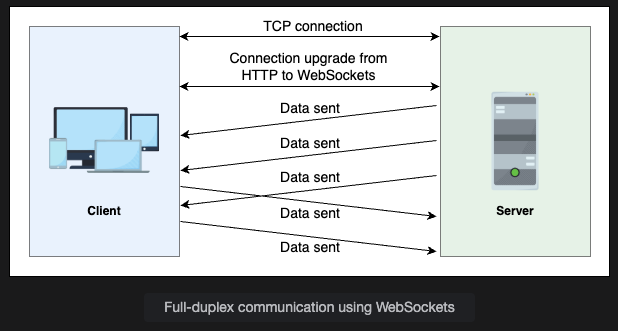 TCP connection
Connection upgrade from
HTTP to WebSockets
Data sent
Data sent
Data sent
Data sent
Data sent
Client
Server
Full-duplex communication using WebSockets